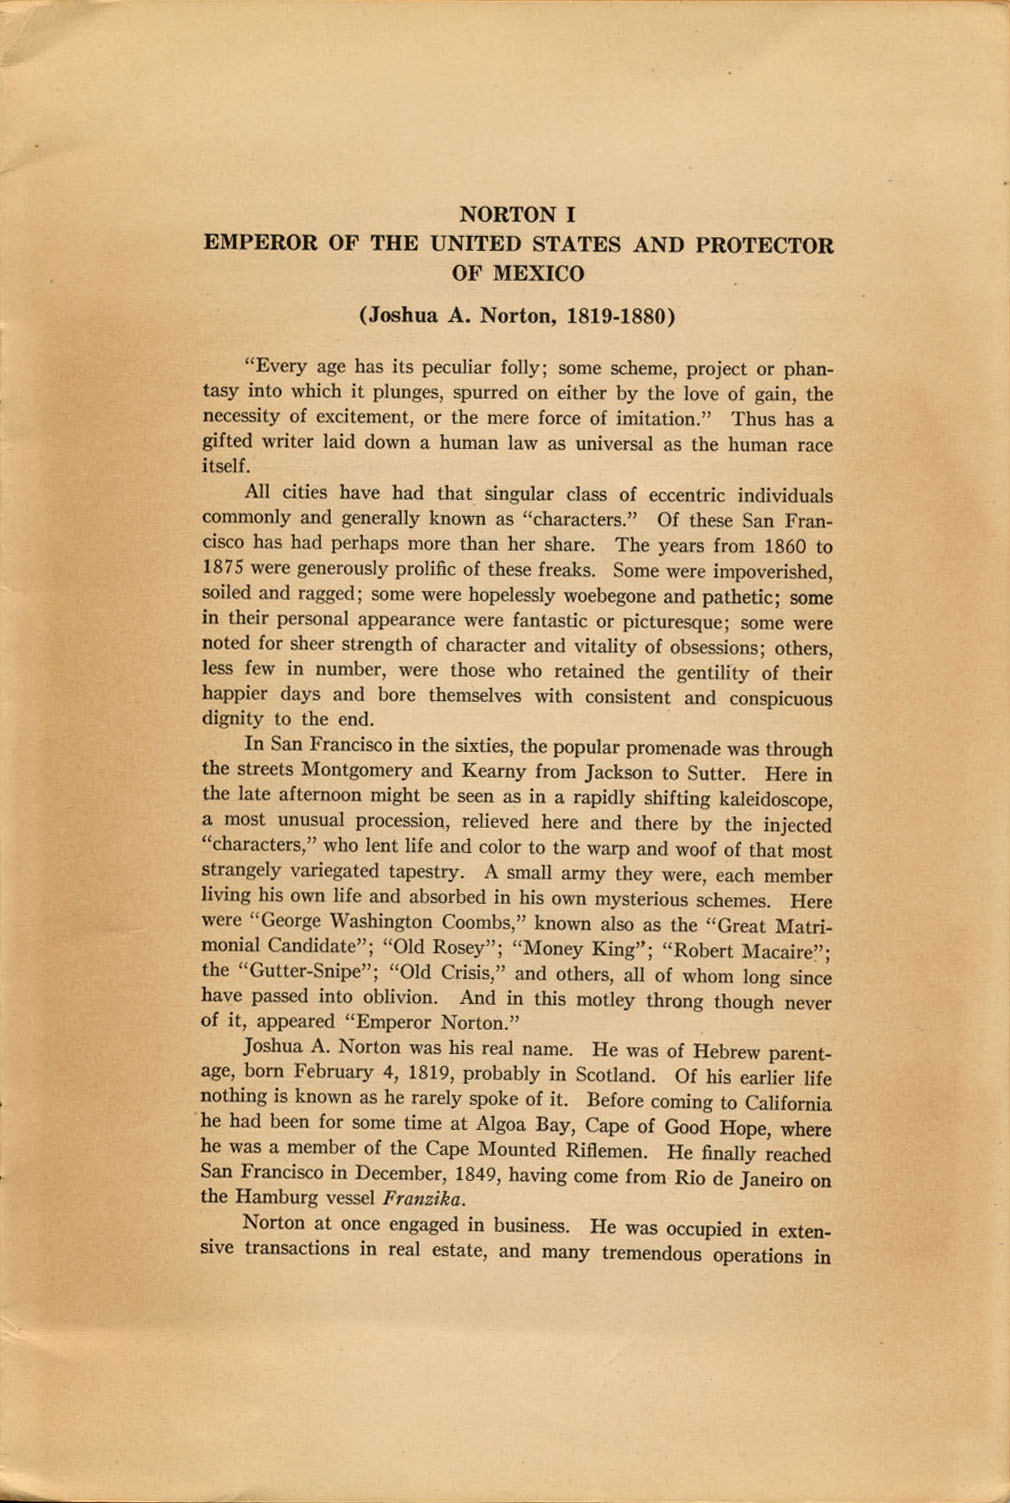 NORTON I
EMPEROR OF THE UNITED STATES AND PROTECTOR
OF MEXICO
(Joshua A. Norton, 1819-1880)
“Every age has its peculiar folly; some scheme, project or phan-
tasy into which it plunges, spurred on either by the love of gain, the
necessity of excitement, or the mere force of imitation.” Thus has a
gifted writer laid down a human law as universal as the human race
itself.
All cities have had that singular class of eccentric individuals
commonly and generally known as “characters.” Of these San Fran-
cisco has had perhaps more than her share. The years from 1860 to
1875 were generously prolific of these freaks. Some were impoverished,
soiled and ragged; some were hopelessly woebegone and pathetic; some
in their personal appearance were fantastic or picturesque; some were
noted for sheer strength of character and vitality of obsessions; others,
less few in number, were those who retained the gentility of their
happier days and bore themselves with consistent and conspicuous
dignity to the end.
In San Francisco in the sixties, the popular promenade was through
the streets Montgomery and Kearny from Jackson to Sutter. Here in
the late afternoon might be seen as in a rapidly shifting kaleidoscope,
a most unusual procession, relieved here and there by the injected
“characters,” who lent life and color to the warp and woof of that most
strangely variegated tapestry. A small army they were, each member
living his own life and absorbed in his own mysterious schemes. Here
were “George Washington Coombs,” known also as the “Great Matri-
monial Candidate”; “Old Rosey”; “Money King”; “Robert Macaire”;
the “Gutter-Snipe”; “Old Crisis,” and others, all of whom long since
have passed into oblivion. And in this motley throng though never
of it, appeared “Emperor Norton.”
Joshua A. Norton was his real name. He was of Hebrew parent-
age, born February 4, 1819, probably in Scotland. Of his earlier life
nothing is known as he rarely spoke of it. Before coming to California
he had been for some time at Algoa Bay, Cape of Good Hope, where
he was a member of the Cape Mounted Riflemen. He finally reached
San Francisco in December, 1849, having come from Rio de Janeiro on
the Hamburg vessel Franzika.
Norton at once engaged in business. He was occupied in exten-
sive transactions in real estate, and many tremendous operations in